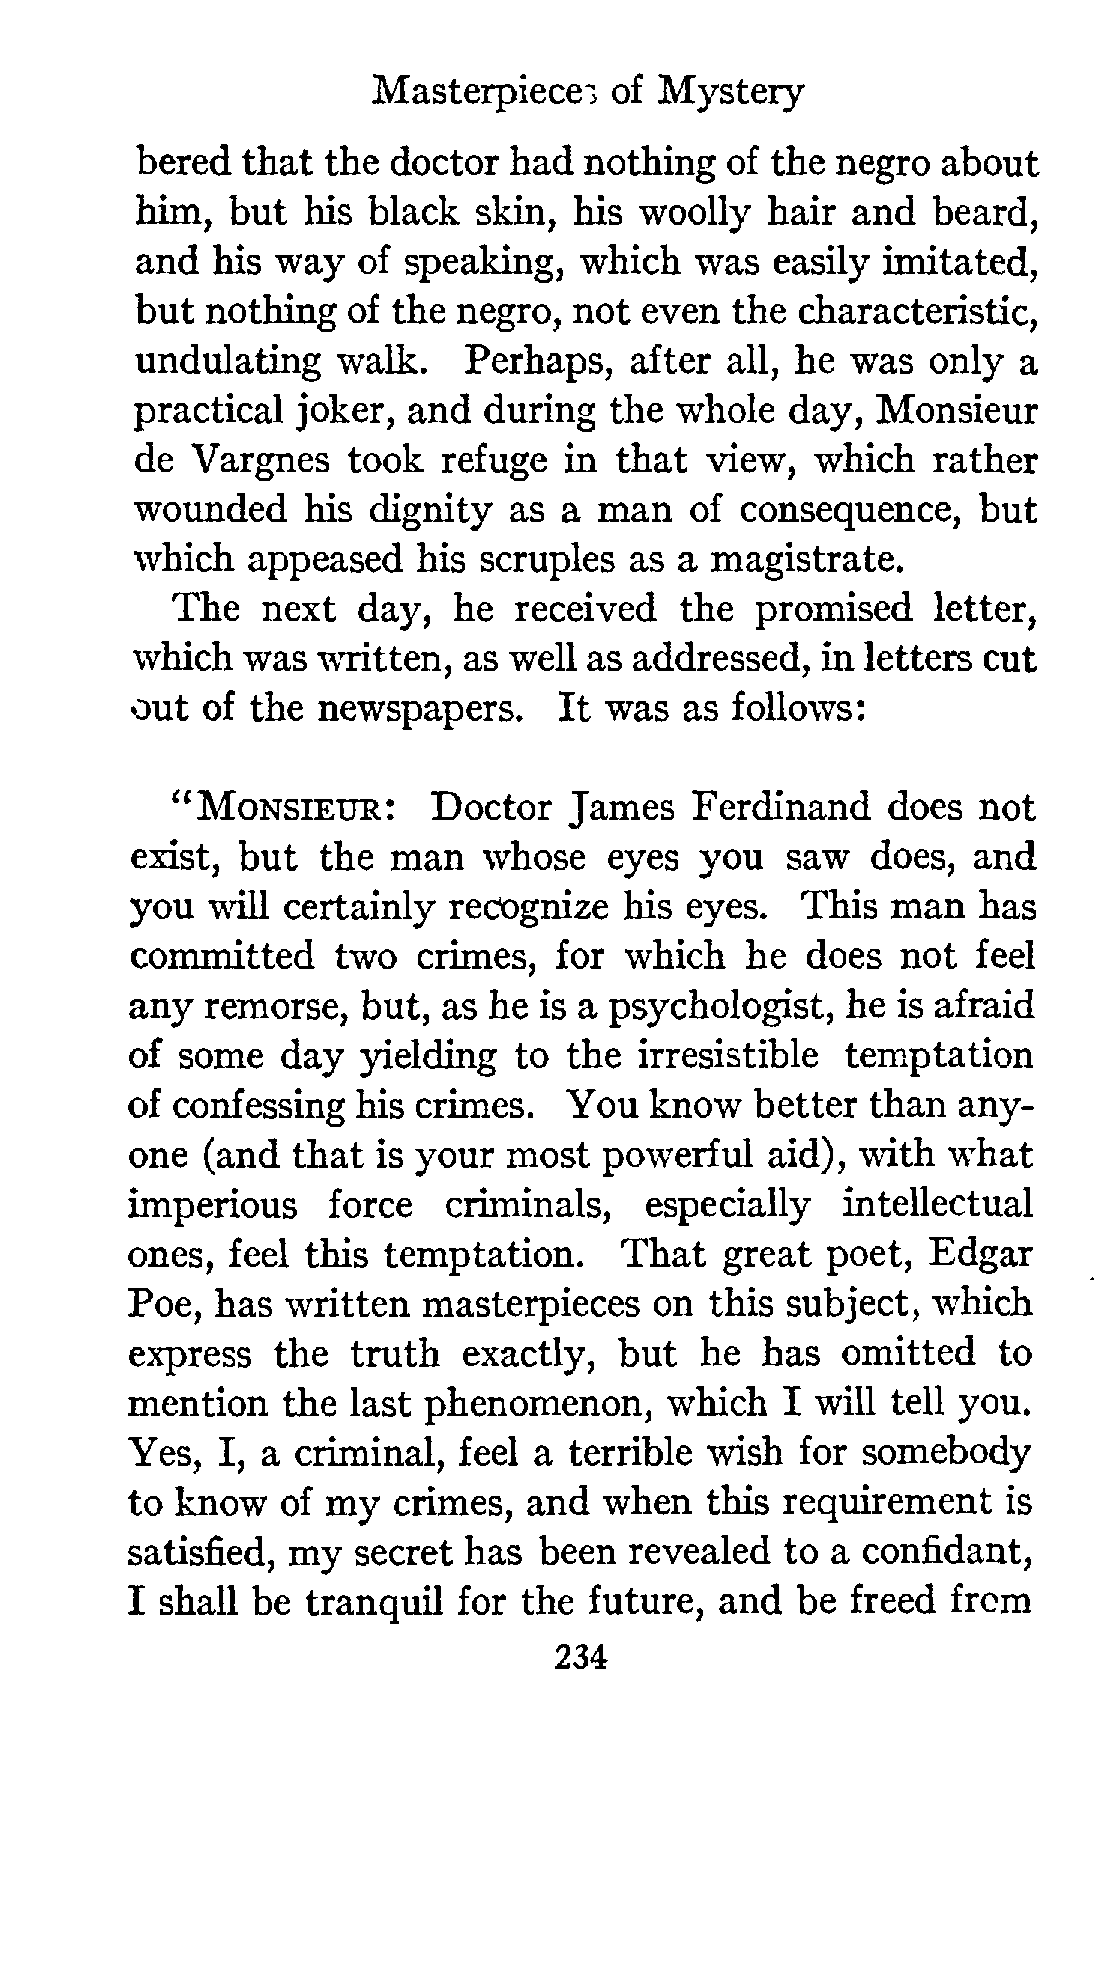 Masterpieces of Mystery
bered that the doctor had nothing of the negro about
him, but his black skin, his woolly hair and beard,
and his way of speaking, which was easily imitated,
but nothing of the negro, not even the characteristic,
undulating walk. Perhaps, after all, he was only a
practical joker, and during the whole day, Monsieur
de Vargnes took refuge in that view, which rather
wounded his dignity as a man of consequence, but
which appeased his scruples as a magistrate.
The next day, he received the promised letter,
which was written, as well as addressed, in letters cut
out of the newspapers. It was as follows:
"MONSIEUR: Doctor James Ferdinand does not
exist, but the man whose eyes you saw does, and
you will certainly recognize his eyes. This man has
committed two crimes, for which he does not feel
any remorse, but, as he is a psychologist, he is afraid
of some day yielding to the irresistible temptation
of confessing his crimes. You know better than any-
one (and that is your most powerful aid), with what
imperious force criminals, especially intellectual
ones, feel this temptation. That great poet, Edgar
Poe, has written masterpieces on this subject, which
express the truth exactly, but he has omitted to
mention the last phenomenon, which I will tell you.
Yes, I, a criminal, feel a terrible wish for somebody
to know of my crimes, and when this requirement is
satisfied, my secret has been revealed to a confidant,
I shall be tranquil for the future, and be freed from
234